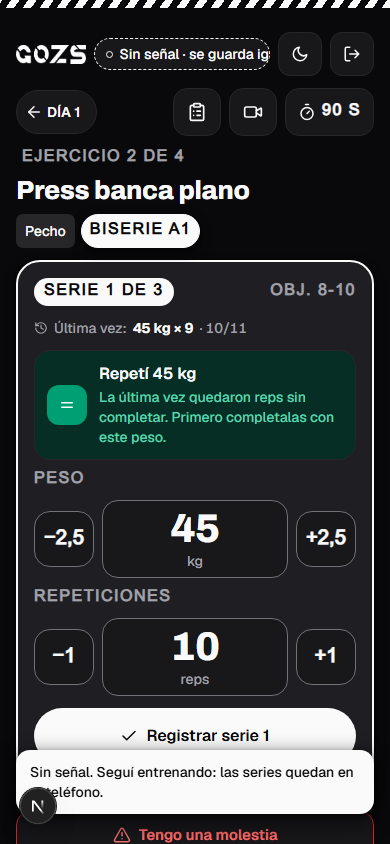 GOZS
Sin señal · se guarda
DÍA 1
90 S
EJERCICIO 2 DE 4
Press banca plano
Pecho
BISERIE A1
SERIE 1 DE 3
OBJ. 8-10
Última vez: 45 kg × 9 · 10/11
=
Repetí 45 kg
La última vez quedaron reps sin
completar. Primero completalas con
este peso.
PESO
−2,5
45
kg
+2,5
REPETICIONES
−1
10
reps
+1
Registrar serie 1
Sin señal. Seguí entrenando: las series quedan en
teléfono.
N
Tengo una molestia